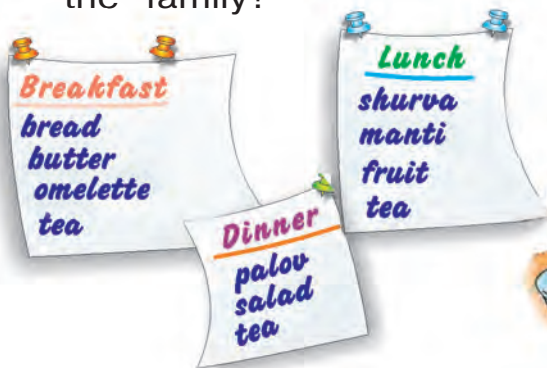 the family?
Breakfast
bread
butter
omelette
tea
Lunch
shurva
manti
fruit
tea
Dinner
palov
salad
tea